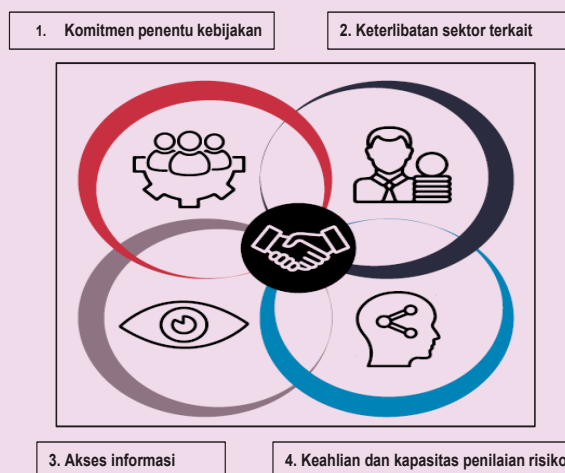 1. Komitmen penentu kebijakan
2. Keterlibatan sektor terkait
3. Akses informasi
4. Keahlian dan kapasitas penilaian risiko